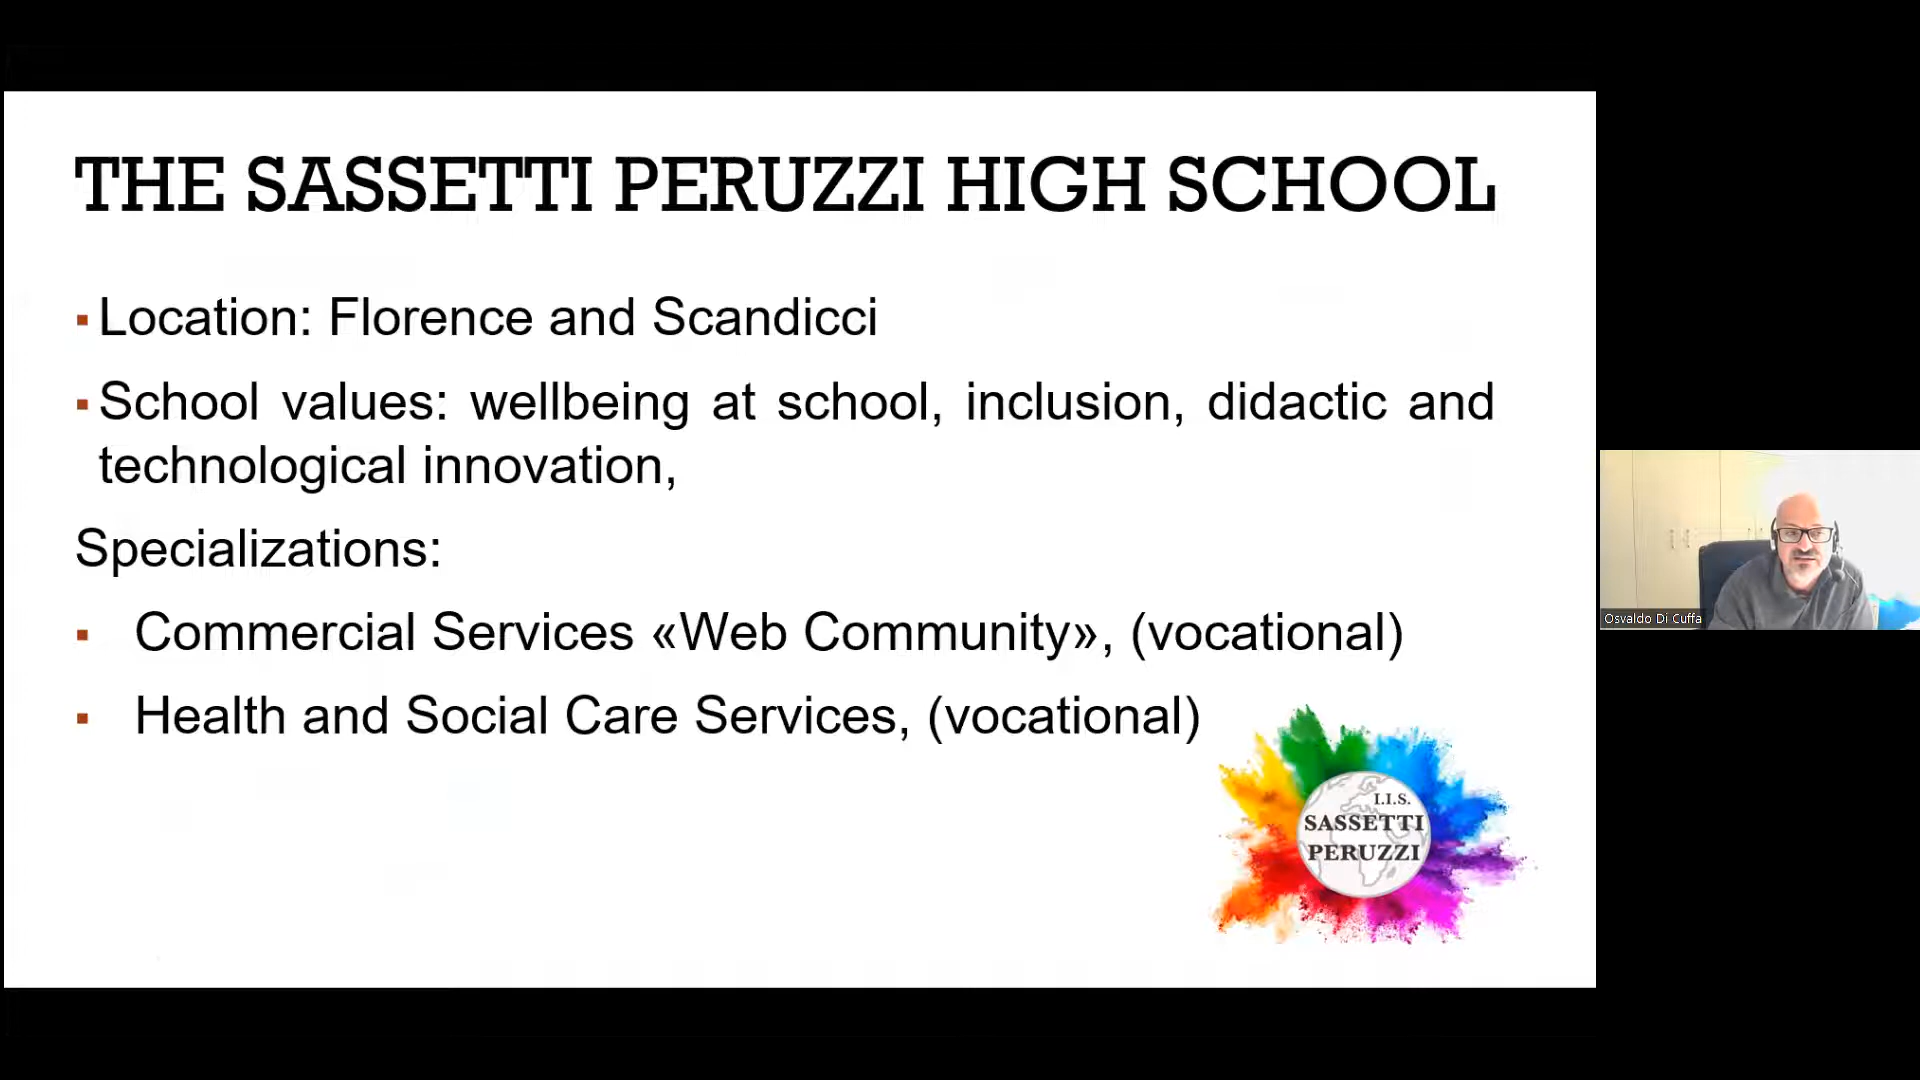 THE SASSETTI PERUZZI HIGH SCHOOL
▪ Location: Florence and Scandicci
▪ School values: wellbeing at school, inclusion, didactic and
technological innovation,
Specializations:
▪ Commercial Services «Web Community», (vocational)
▪ Health and Social Care Services, (vocational)
I.I.S.
SASSETTI
PERUZZI
Osvaldo Di Cuffa